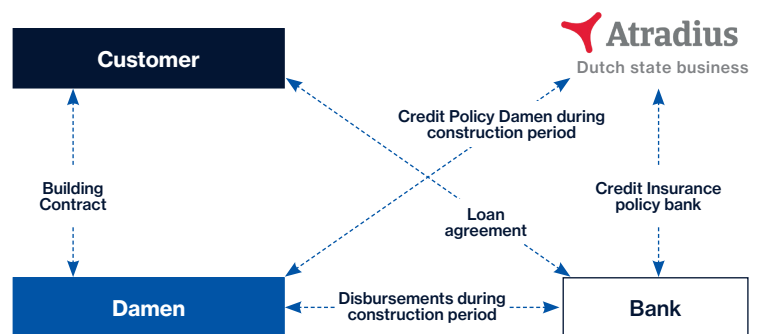 Customer
Atradius
Dutch state business
Credit Policy Damen during
construction period
Building
Contract
Credit Insurance
policy bank
Loan
agreement
Damen
Disbursements during
construction period
Bank